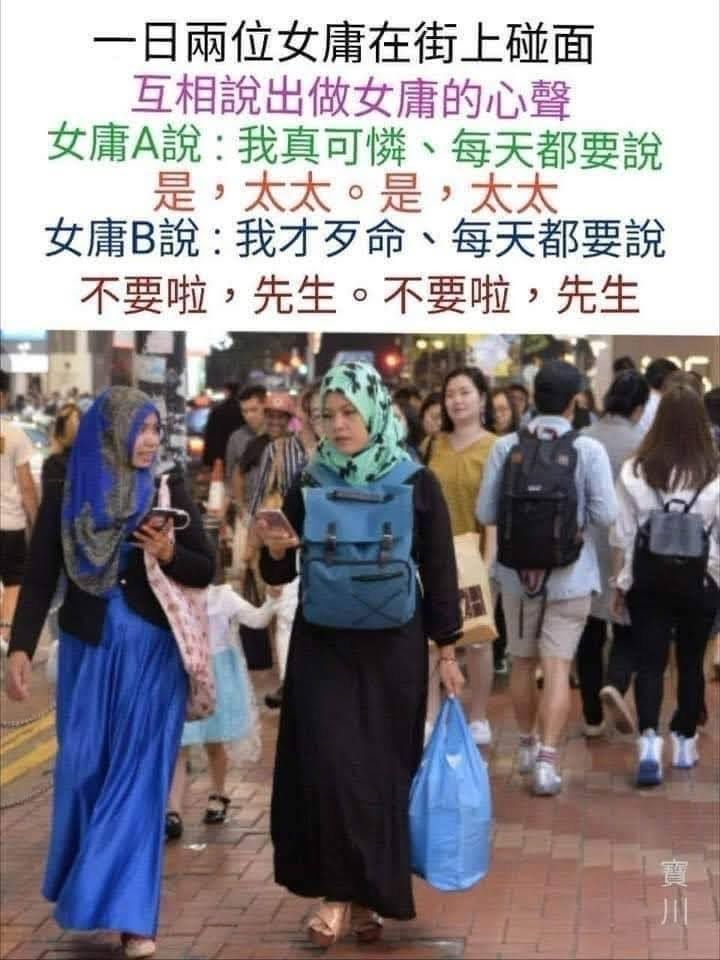 一日兩位女庸在街上碰面
互相說出做女庸的心聲
女庸A說:我真可憐、每天都要說
是,太太。是,太太
女庸B說:我才歹命、每天都要說
不要啦,先生。不要啦,先生
寶川